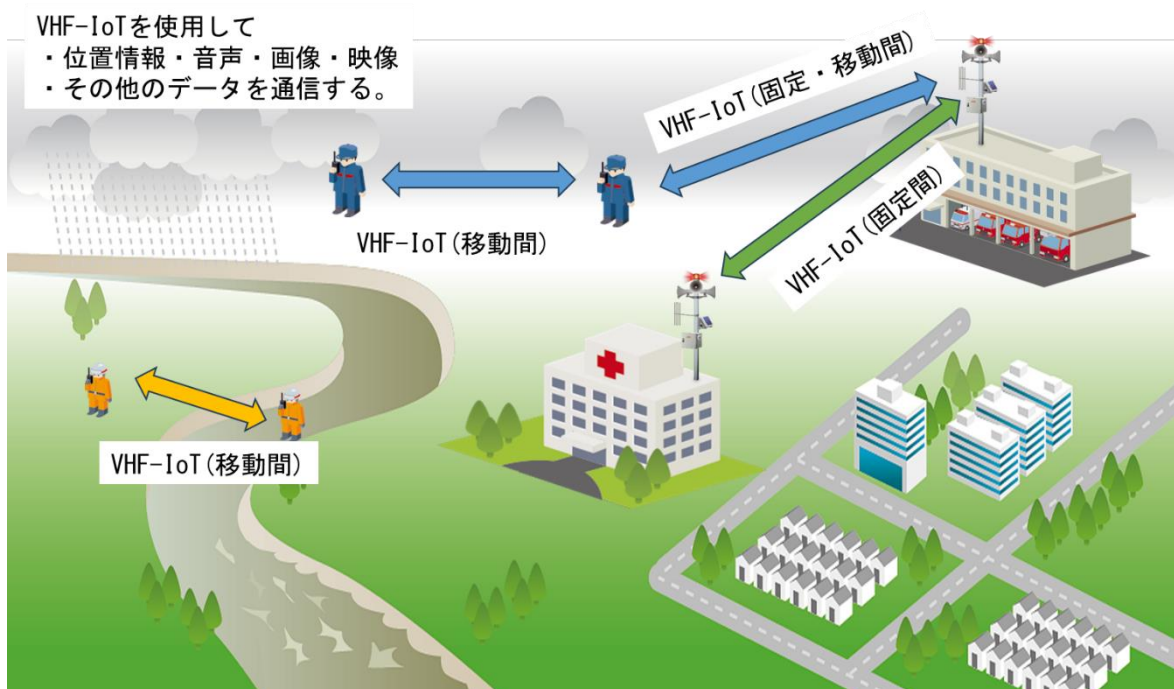 VHF-IoTを使用して
・位置情報・音声・画像・映像
・その他のデータを通信する。
VHF-IoT(固定・移動間)
VHF-IoT(固定間)
VHF-IoT(移動間)
VHF-IoT(移動間)